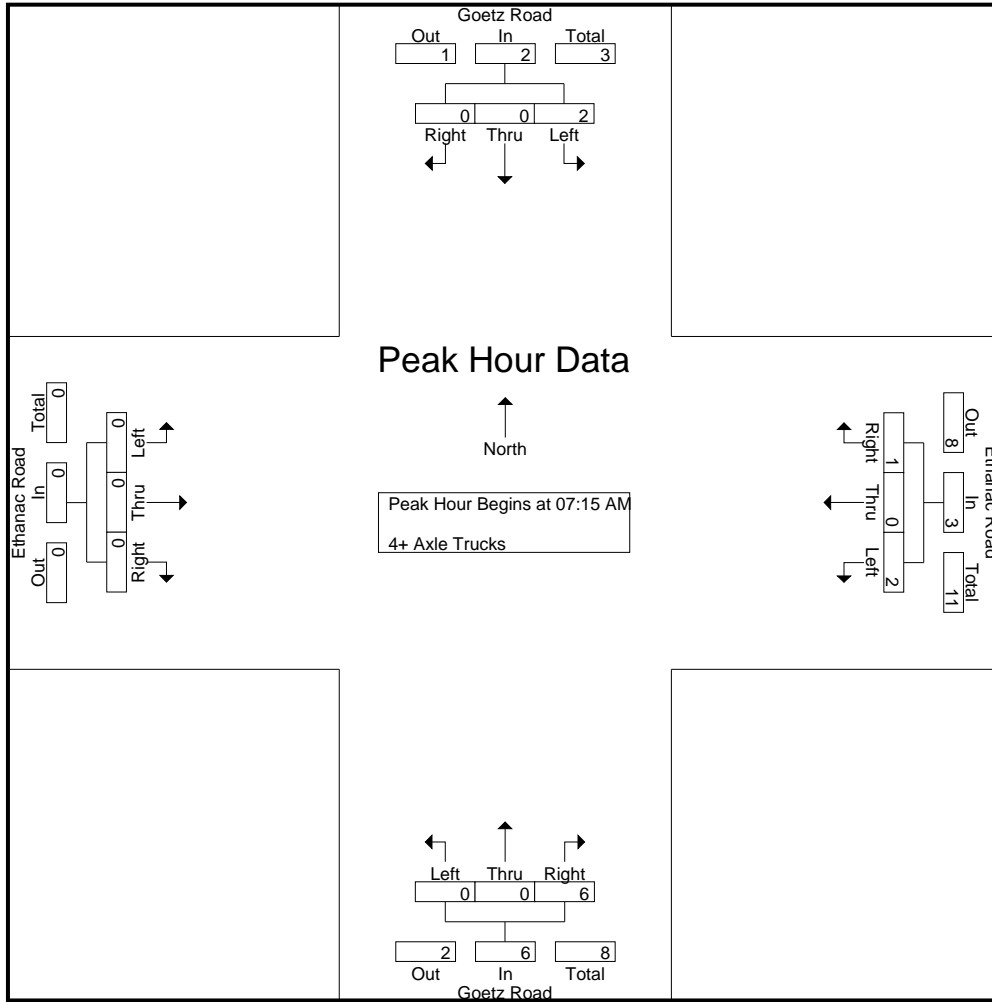 Goetz Road
Out In Total
1 2 3
0 0 2
Right Thru Left
Peak Hour Data
North
Peak Hour Begins at 07:15 AM
4+ Axle Trucks
Ethanac Road
Total In Out
0 0 0
0 0 0
Left Thru Right
Ethanac Road
Out In Total
8 3 11
1 0 2
Right Thru Left
Left Thru Right
0 0 6
2 6 8
Out In Total
Goetz Road